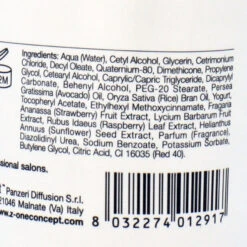 2M
Ingredients: Aqua (Water), Cetyl Alcohol, Glycerin, Cetrimonium
Chloride, Decyl Oleate, Quaternium-80, Dimethicone, Propylene
Glycol, Cetearyl Alcohol, Caprylic/Capric Triglyceride, Dicaprylyl
Carbonate, Behenyl Alcohol, PEG-20 Stearate, Persea
Gratissima (Avocado) Oil, Oryza Sativa (Rice) Bran Oil, Yogurt,
Tocopheryl Acetate, Ethylhexyl Methoxycinnamate, Fragaria
Ananassa (Strawberry) Fruit Extract, Lycium Barbarum Fruit
Extract, Rubus Idaeus (Raspberry) Leaf Extract, Helianthus
Annuus (Sunflower) Seed Extract, Parfum (Fragrance),
Diazolidinyl Urea, Sodium Benzoate, Potassium Sorbate,
Butylene Glycol, Citric Acid, CI 16035 (Red 40).
sional salons.
Panzeri Diffusion S.r.l.
21046 Malnate (Va) Italy
www.z-oneconcept.com
8 032274 012917